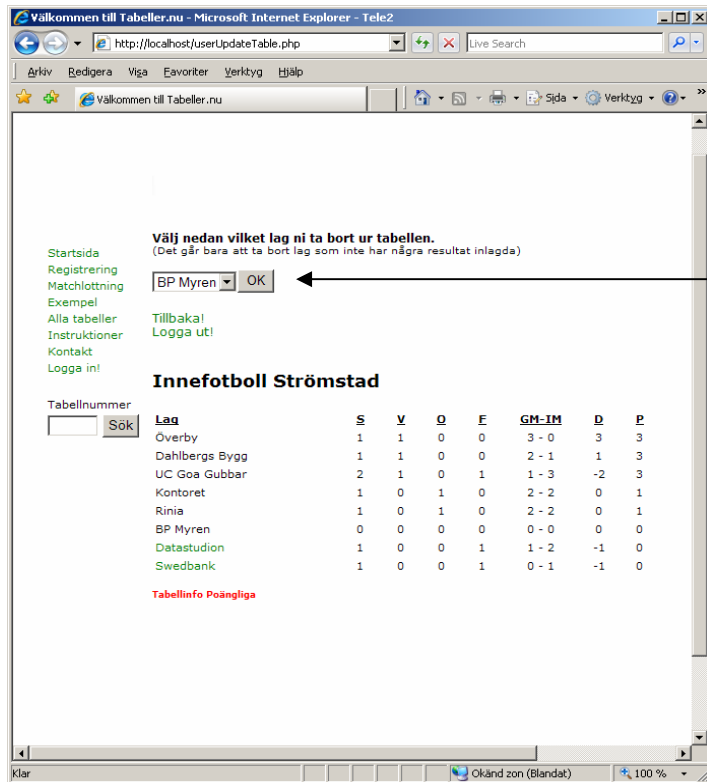 Välkommen till Tabeller.nu - Microsoft Internet Explorer - Tele2
http://localhost/userUpdateTable.php
Live Search
Arkiv Redigera Visa Favoriter Verktyg Hjälp
Välkommen till Tabeller.nu
Sida Verktyg »
Välj nedan vilket lag ni ta bort ur tabellen.
(Det går bara att ta bort lag som inte har några resultat inlagda)
BP Myren OK
Tillbaka!
Logga ut!
Startsida
Registrering
Matchlottning
Exempel
Alla tabeller
Instruktioner
Kontakt
Logga in!
Tabellnummer
Sök
Innefotboll Strömstad
Lag S V O F GM-IM D P
Överby 1 1 0 0 3 - 0 3 3
Dahlbergs Bygg 1 1 0 0 2 - 1 1 3
UC Goa Gubbar 2 1 0 1 1 - 3 -2 3
Kontoret 1 0 1 0 2 - 2 0 1
Rinia 1 0 1 0 2 - 2 0 1
BP Myren 0 0 0 0 0 - 0 0 0
Datastudion 1 0 0 1 1 - 2 -1 0
Swedbank 1 0 0 1 0 - 1 -1 0
Tabellinfo Poängliga
Klar Okänd zon (Blandat) 100 %